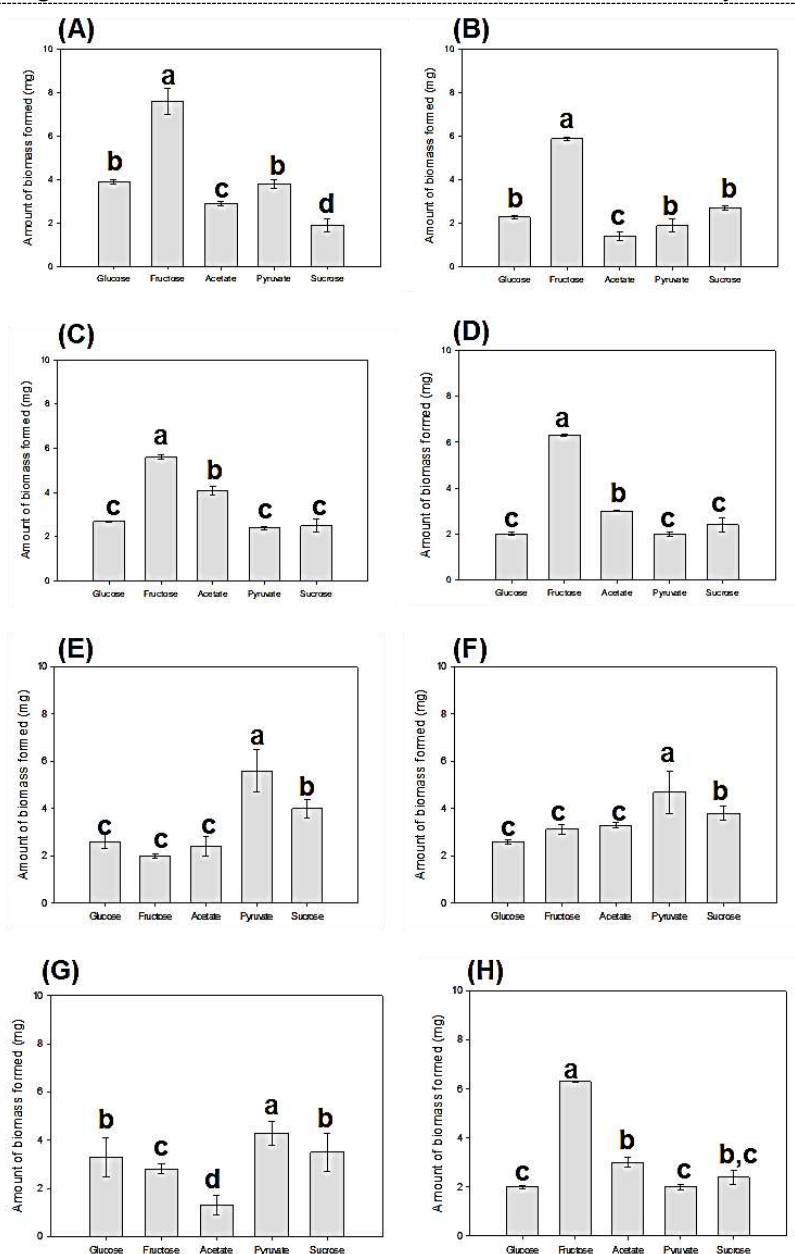 (A)
Amount of biomass formed (mg)
10
8
6
4
2
0
b
a
c
b
d
Glucose Fructose Acetate Pyruvate Sucrose
(B)
Amount of biomass formed (mg)
10
8
6
4
2
0
b
a
c
b
b
Glucose Fructose Acetate Pyruvate Sucrose
(C)
Amount of biomass formed (mg)
10
8
6
4
2
0
c
a
b
c
c
Glucose Fructose Acetate Pyruvate Sucrose
(D)
Amount of biomass formed (mg)
10
8
6
4
2
0
c
a
b
c
c
Glucose Fructose Acetate Pyruvate Sucrose
(E)
Amount of biomass formed (mg)
10
8
6
4
2
0
c
c
c
a
b
Glucose Fructose Acetate Pyruvate Sucrose
(F)
Amount of biomass formed (mg)
10
8
6
4
2
0
c
c
c
a
b
Glucose Fructose Acetate Pyruvate Sucrose
(G)
Amount of biomass formed (mg)
10
8
6
4
2
0
b
c
d
a
b
Glucose Fructose Acetate Pyruvate Sucrose
(H)
Amount of biomass formed (mg)
10
8
6
4
2
0
c
a
b
c
b,c
Glucose Fructose Acetate Pyruvate Sucrose